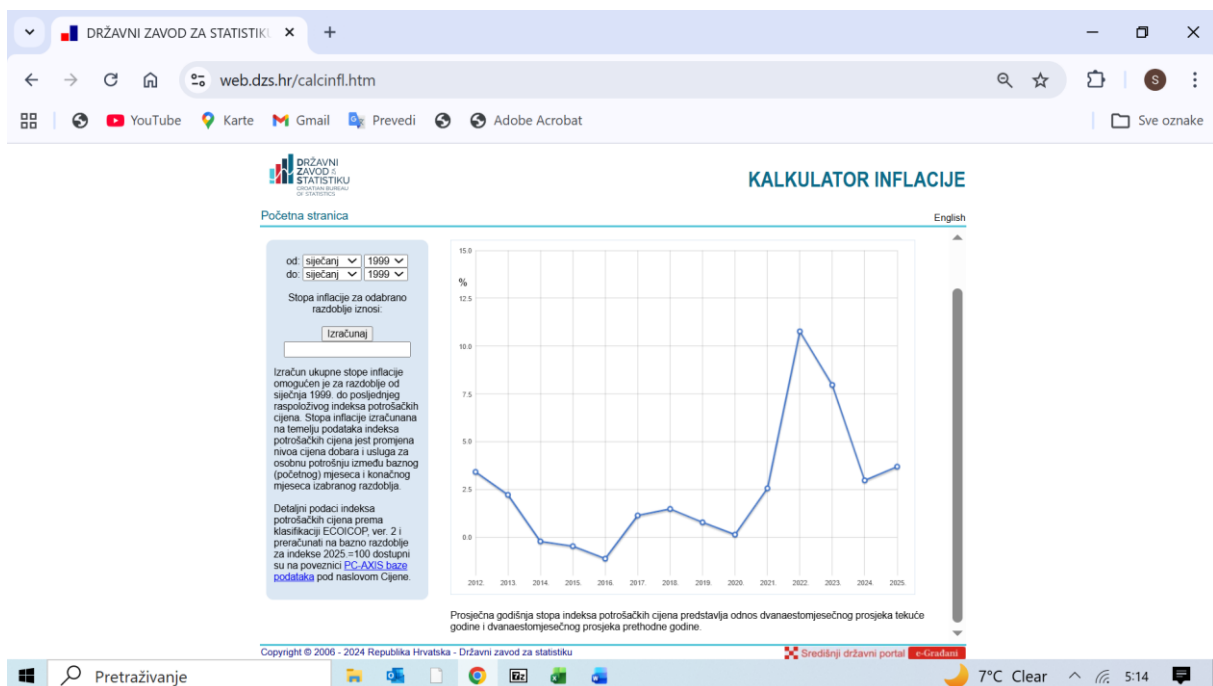 DRŽAVNI ZAVOD ZA STATISTIKU
web.dzs.hr/calcinfl.htm
S
YouTube
Karte
Gmail
Prevedi
Adobe Acrobat
Sve oznake
DRŽAVNI
ZAVOD ZA
STATISTIKU
CROATIAN BUREAU
OF STATISTICS
KALKULATOR INFLACIJE
Početna stranica
English
od: siječanj 1999
do: siječanj 1999
Stopa inflacije za odabrano
razdoblje iznosi:
Izračunaj
Izračun ukupne stope inflacije
omogućen je za razdoblje od
siječnja 1999. do posljednjeg
raspoloživog indeksa potrošačkih
cijena. Stopa inflacije izračunana
na temelju podataka indeksa
potrošačkih cijena jest promjena
nivoa cijena dobara i usluga za
osobnu potrošnju između baznog
(početnog) mjeseca i konačnog
mjeseca izabranog razdoblja.
Detaljni podaci indeksa
potrošačkih cijena prema
klasifikaciji ECOICOP, ver. 2 i
preračunati na bazno razdoblje
za indekse 2025.=100 dostupni
su na poveznici PC-AXIS baze
podataka pod naslovom Cijene.
15.0
%
12.5
10.0
7.5
5.0
2.5
0.0
2012. 2013. 2014. 2015. 2016. 2017. 2018. 2019. 2020. 2021. 2022. 2023. 2024. 2025.
Prosječna godišnja stopa indeksa potrošačkih cijena predstavlja odnos dvanaestomjesečnog prosjeka tekuće
godine i dvanaestomjesečnog prosjeka prethodne godine.
Copyright © 2006 - 2024 Republika Hrvatska - Državni zavod za statistiku
Središnji državni portal
e-Građani
Pretraživanje
7°C Clear
5:14